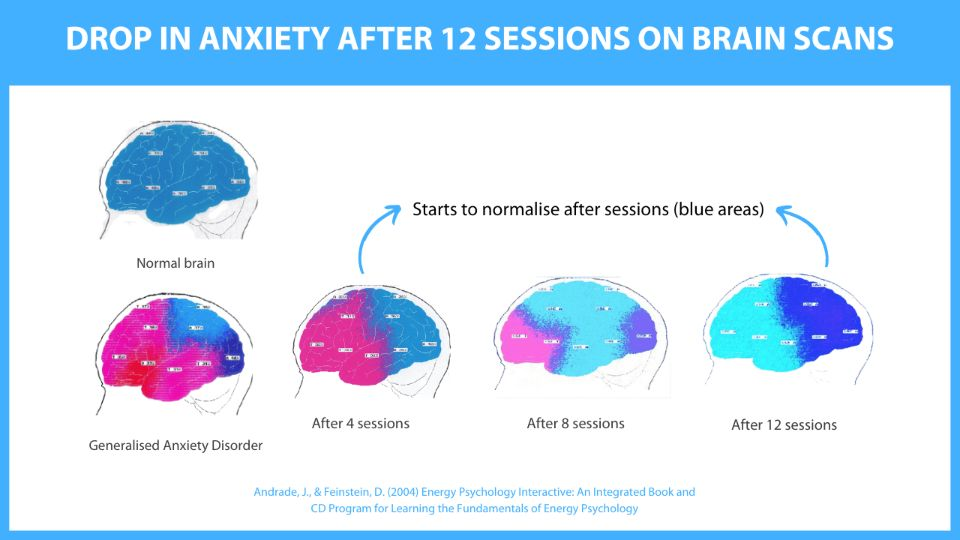 DROP IN ANXIETY AFTER 12 SESSIONS ON BRAIN SCANS
Normal brain
Starts to normalise after sessions (blue areas)
Generalised Anxiety Disorder
After 4 sessions
After 8 sessions
After 12 sessions
Andrade, J., & Feinstein, D. (2004) Energy Psychology Interactive: An Integrated Book and
CD Program for Learning the Fundamentals of Energy Psychology